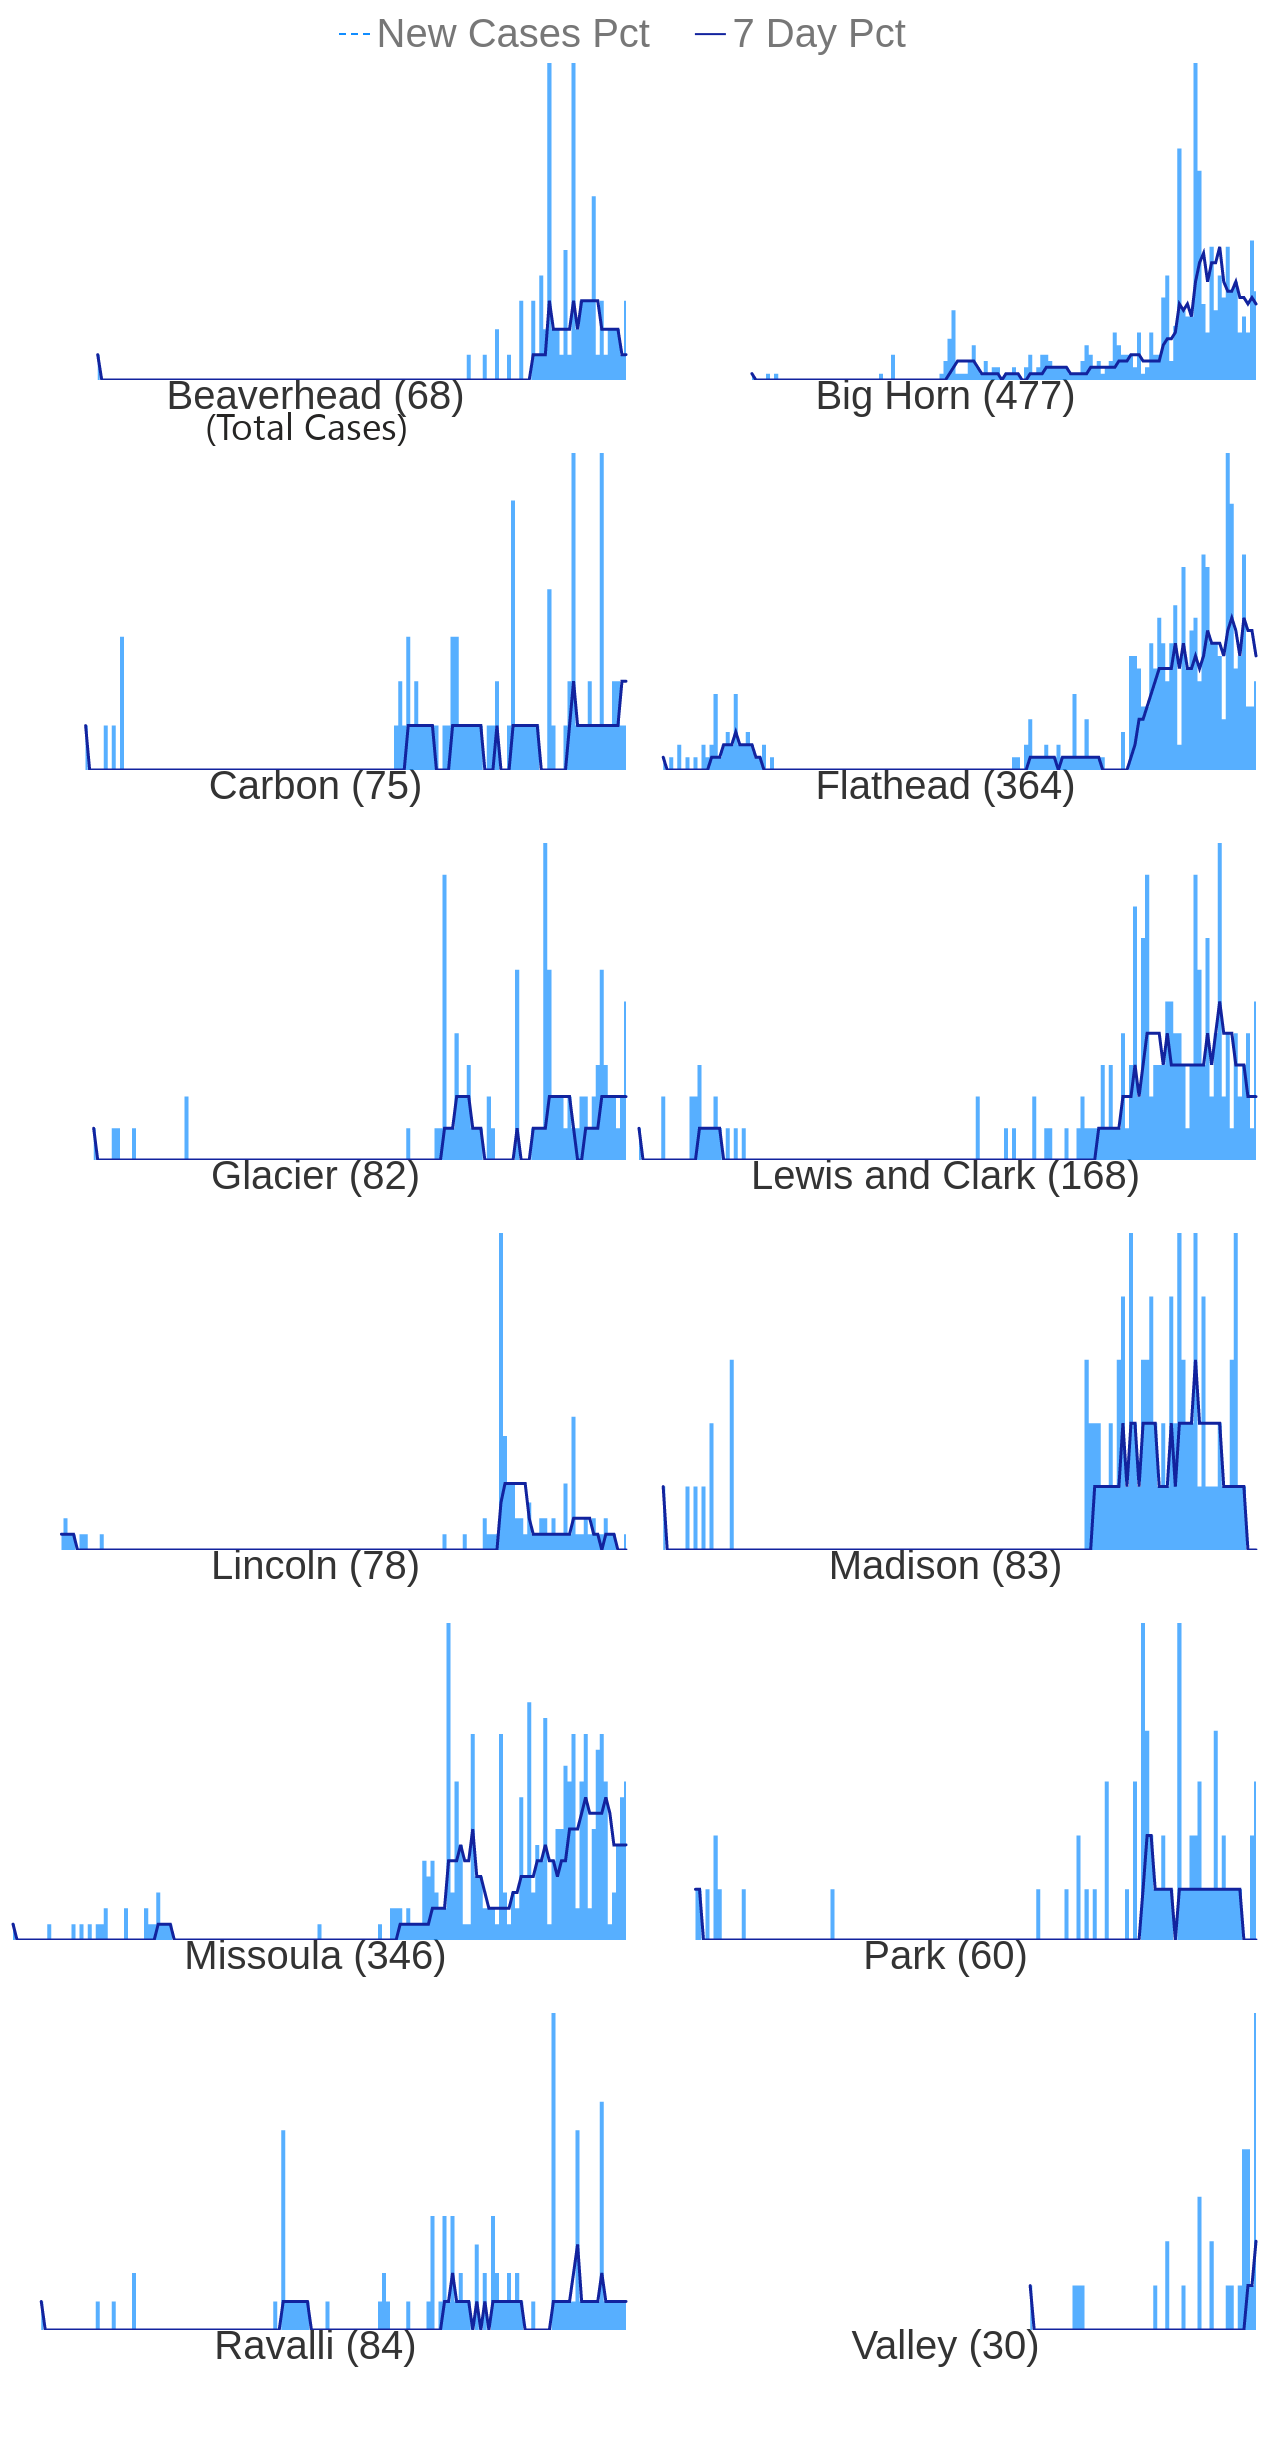 New Cases Pct 7 Day Pct
Beaverhead (68) Big Horn (477)
(Total Cases)
Carbon (75) Flathead (364)
Glacier (82) Lewis and Clark (168)
Lincoln (78) Madison (83)
Missoula (346) Park (60)
Ravalli (84) Valley (30)